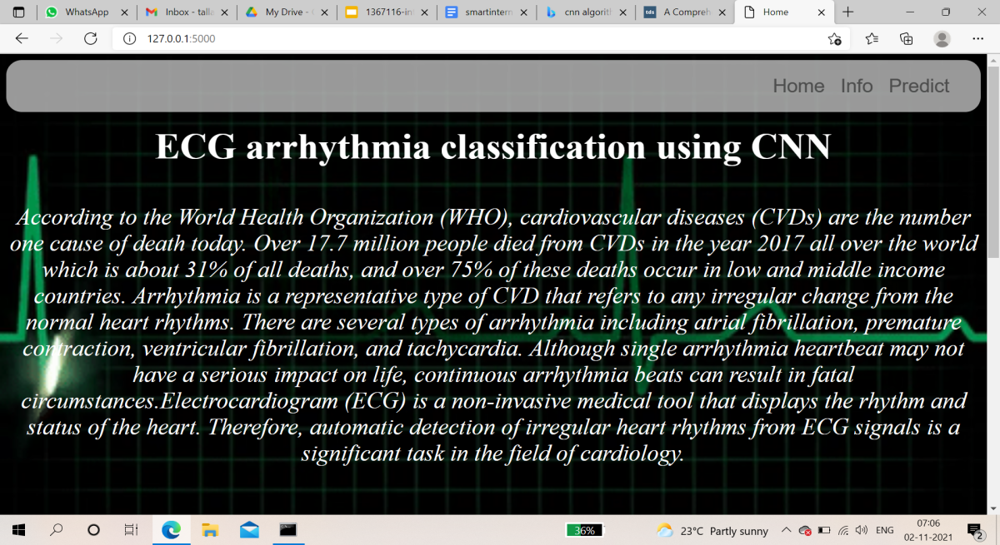 WhatsApp
Inbox - talla
My Drive -
1367116-int
smartintern
cnn algorith
tds
A Compreh
Home
127.0.0.1:5000
Home Info Predict
ECG arrhythmia classification using CNN
According to the World Health Organization (WHO), cardiovascular diseases (CVDs) are the number
one cause of death today. Over 17.7 million people died from CVDs in the year 2017 all over the world
which is about 31% of all deaths, and over 75% of these deaths occur in low and middle income
countries. Arrhythmia is a representative type of CVD that refers to any irregular change from the
normal heart rhythms. There are several types of arrhythmia including atrial fibrillation, premature
contraction, ventricular fibrillation, and tachycardia. Although single arrhythmia heartbeat may not
have a serious impact on life, continuous arrhythmia beats can result in fatal
circumstances.Electrocardiogram (ECG) is a non-invasive medical tool that displays the rhythm and
status of the heart. Therefore, automatic detection of irregular heart rhythms from ECG signals is a
significant task in the field of cardiology.
36%
23°C Partly sunny
ENG
07:06
02-11-2021
2